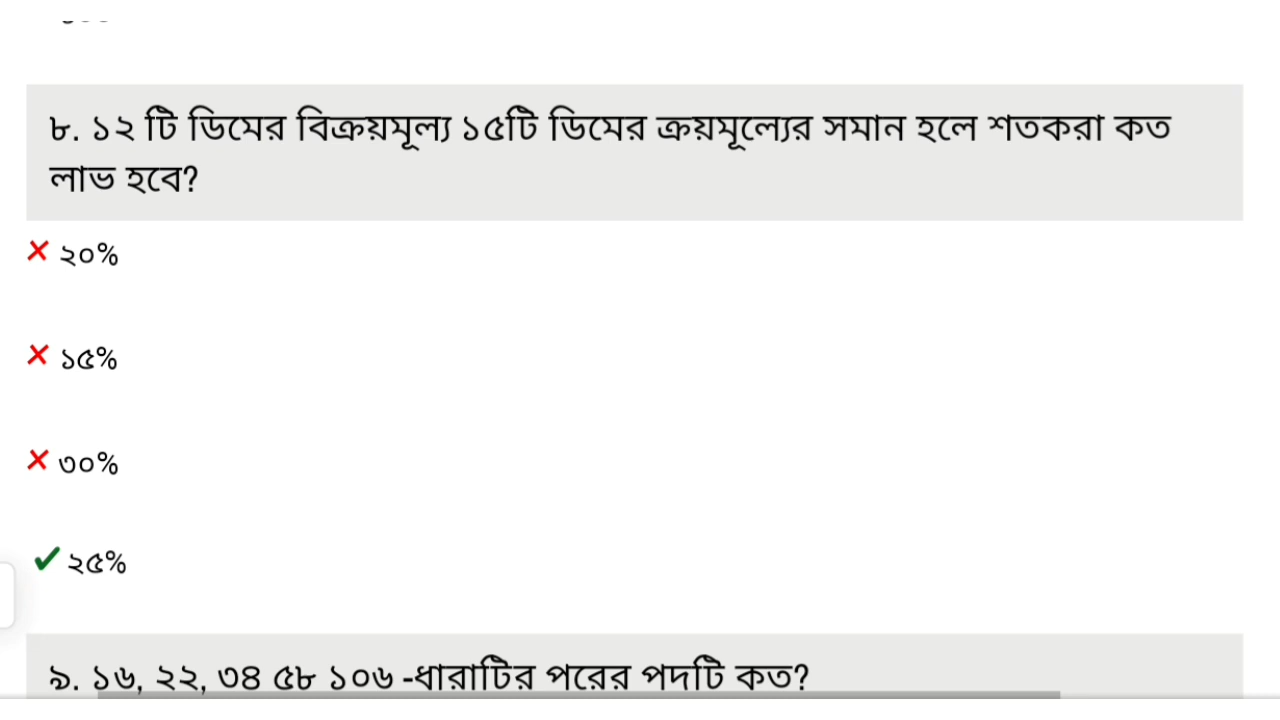 ৮. ১২ টি ডিমের বিক্রয়মূল্য ১৫টি ডিমের ক্রয়মূল্যের সমান হলে শতকরা কত
লাভ হবে?
২০%
১৫%
৩০%
২৫%
৯. ১৬, ২২, ৩৪ ৫৮ ১০৬ -ধারাটির পরের পদটি কত?